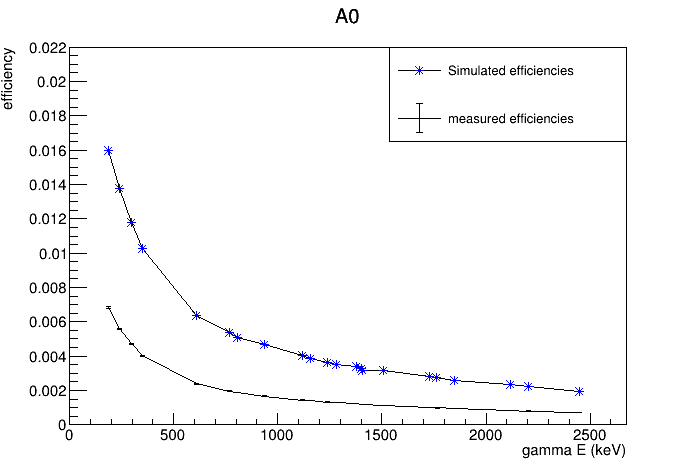 A0
efficiency
0.022
0.02
0.018
0.016
0.014
0.012
0.01
0.008
0.006
0.004
0.002
0
Simulated efficiencies
measured efficiencies
0 500 1000 1500 2000 2500
gamma E (keV)